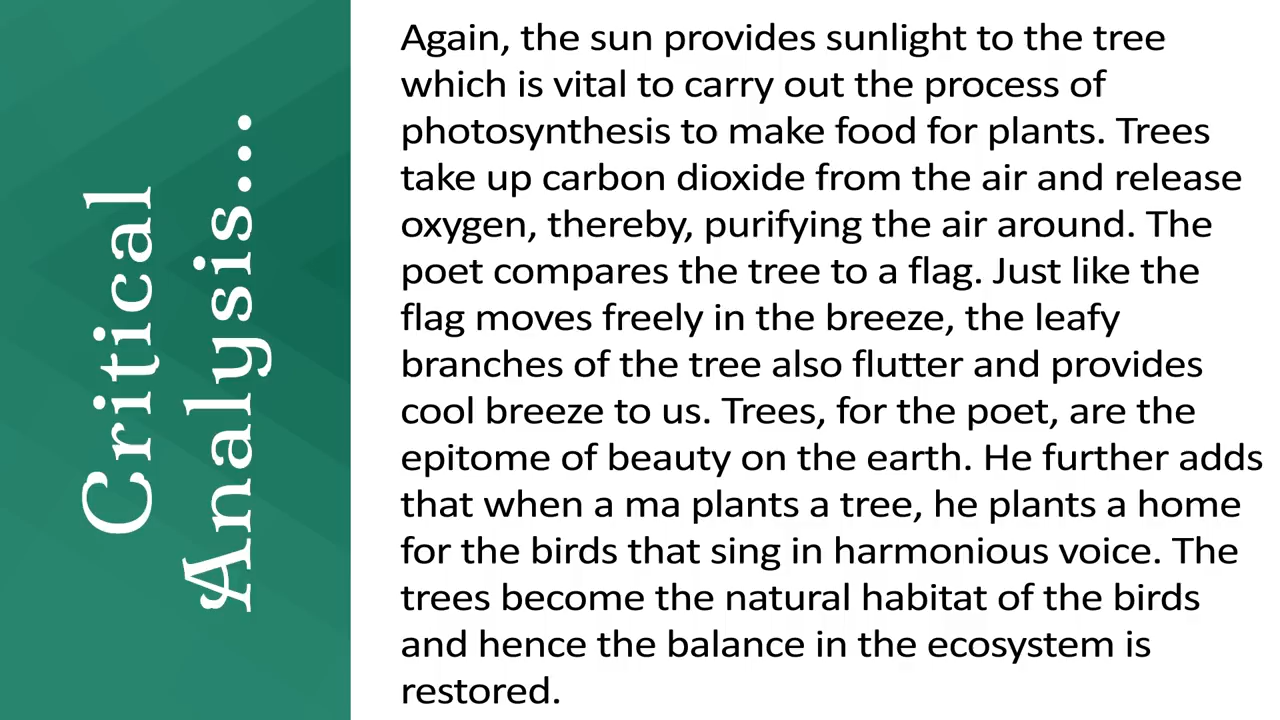 Critical
Analysis...
Again, the sun provides sunlight to the tree
which is vital to carry out the process of
photosynthesis to make food for plants. Trees
take up carbon dioxide from the air and release
oxygen, thereby, purifying the air around. The
poet compares the tree to a flag. Just like the
flag moves freely in the breeze, the leafy
branches of the tree also flutter and provides
cool breeze to us. Trees, for the poet, are the
epitome of beauty on the earth. He further adds
that when a ma plants a tree, he plants a home
for the birds that sing in harmonious voice. The
trees become the natural habitat of the birds
and hence the balance in the ecosystem is
restored.